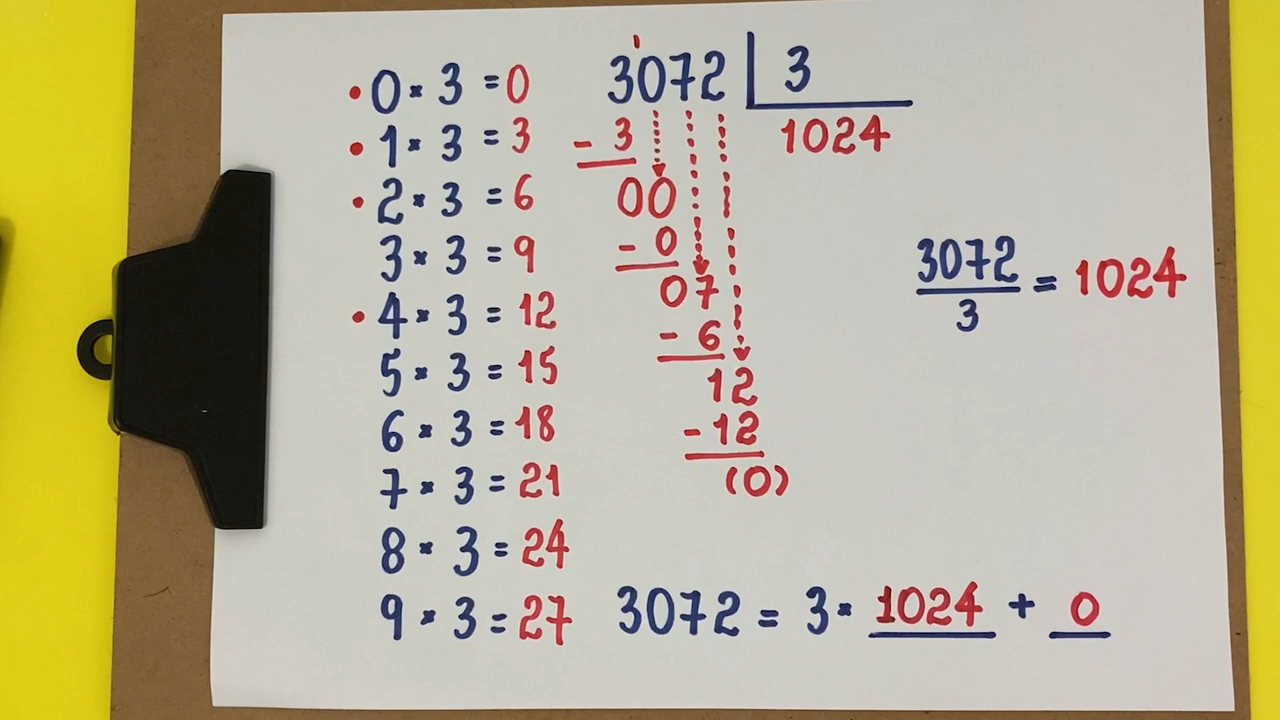 • 0 × 3 = 0
• 1 × 3 = 3
• 2 × 3 = 6
3 × 3 = 9
• 4 × 3 = 12
5 × 3 = 15
6 × 3 = 18
7 × 3 = 21
8 × 3 = 24
9 × 3 = 27
3072 | 3
1024
- 3
00
- 0
07
- 6
12
- 12
(0)
3072
3
= 1024
3072 = 3 × 1024 + 0